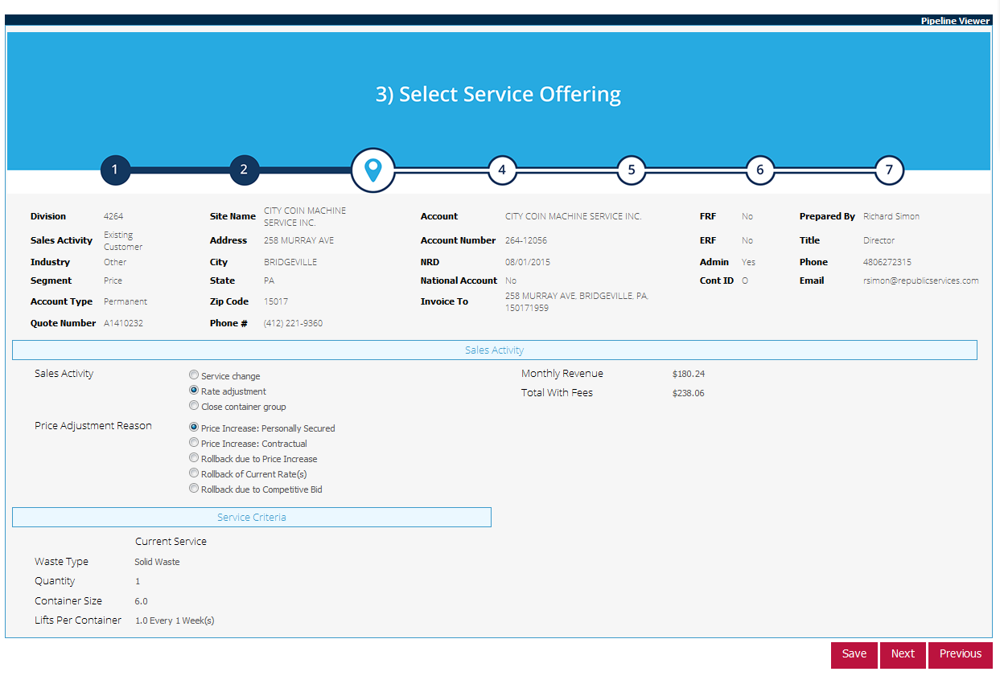 Pipeline Viewer
3) Select Service Offering
1 2 4 5 6 7
Division 4264 Site Name CITY COIN MACHINE SERVICE INC. Account CITY COIN MACHINE SERVICE INC. FRF No Prepared By Richard Simon
Sales Activity Existing Customer Address 258 MURRAY AVE Account Number 264-12056 ERF No Title Director
Industry Other City BRIDGEVILLE NRD 08/01/2015 Admin Yes Phone 4806272315
Segment Price State PA National Account No Cont ID O Email rsimon@republicservices.com
Account Type Permanent Zip Code 15017 Invoice To 258 MURRAY AVE, BRIDGEVILLE, PA, 150171959
Quote Number A1410232 Phone # (412) 221-9360
Sales Activity
Sales Activity Service change Monthly Revenue $180.24
Rate adjustment Total With Fees $238.06
Close container group
Price Adjustment Reason Price Increase: Personally Secured
Price Increase: Contractual
Rollback due to Price Increase
Rollback of Current Rate(s)
Rollback due to Competitive Bid
Service Criteria
Current Service
Waste Type Solid Waste
Quantity 1
Container Size 6.0
Lifts Per Container 1.0 Every 1 Week(s)
Save Next Previous